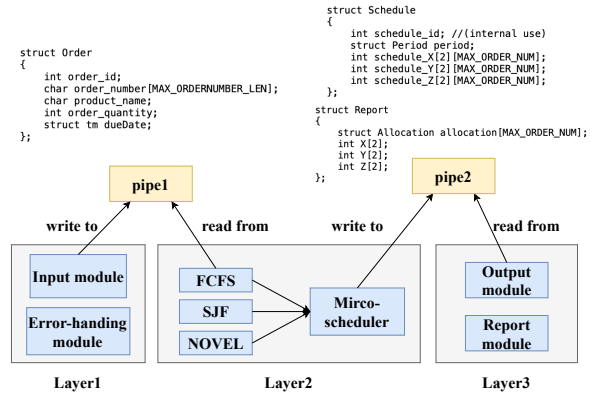 struct Schedule
{
    int schedule_id; //(internal use)
    struct Period period;
    int schedule_X[2][MAX_ORDER_NUM];
    int schedule_Y[2][MAX_ORDER_NUM];
    int schedule_Z[2][MAX_ORDER_NUM];
};
struct Order
{
    int order_id;
    char order_number[MAX_ORDERNUMBER_LEN];
    char product_name;
    int order_quantity;
    struct tm dueDate;
};
struct Report
{
    struct Allocation allocation[MAX_ORDER_NUM];
    int X[2];
    int Y[2];
    int Z[2];
};
pipe1
pipe2
write to
read from
write to
read from
Input module
Error-handing
module
FCFS
SJF
NOVEL
Mirco-
scheduler
Output
module
Report
module
Layer1
Layer2
Layer3